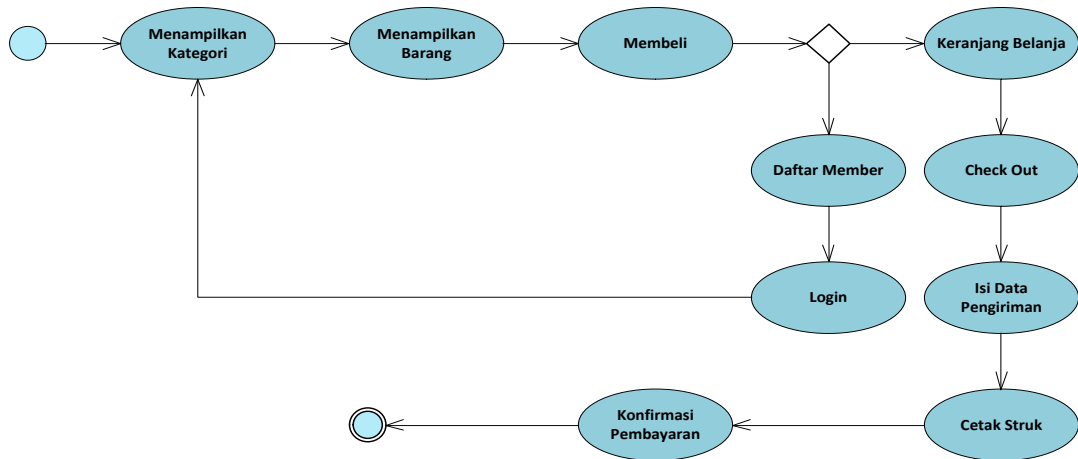 Menampilkan
Kategori
Menampilkan
Barang
Membeli
Keranjang Belanja
Daftar Member
Check Out
Login
Isi Data
Pengiriman
Konfirmasi
Pembayaran
Cetak Struk